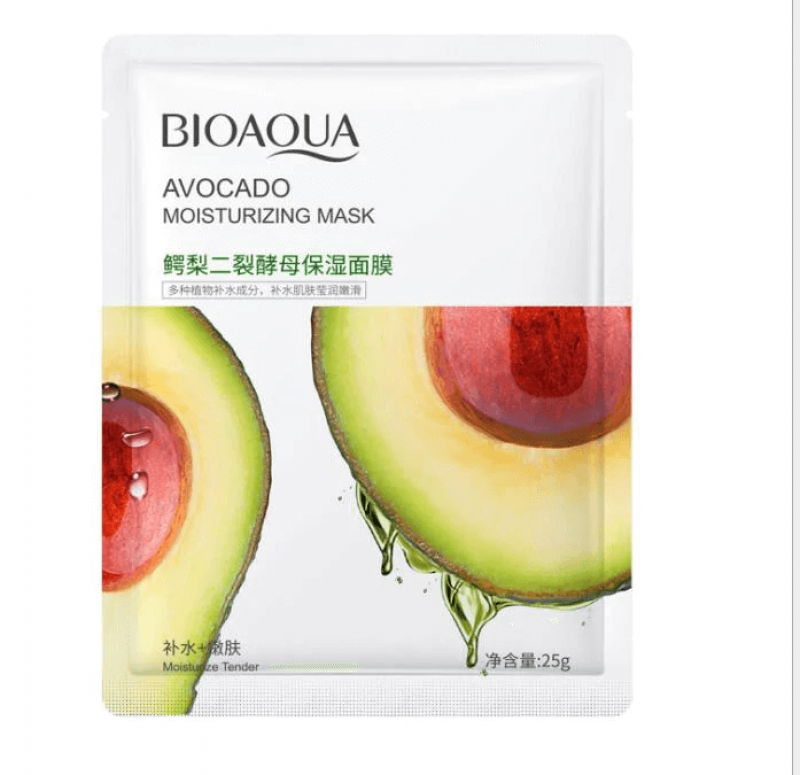 BIOAQUA
AVOCADO
MOISTURIZING MASK
鳄梨二裂酵母保湿面膜
多种植物补水成分，补水肌肤莹润嫩滑
补水+嫩肤
Moisturize Tender
净含量:25g